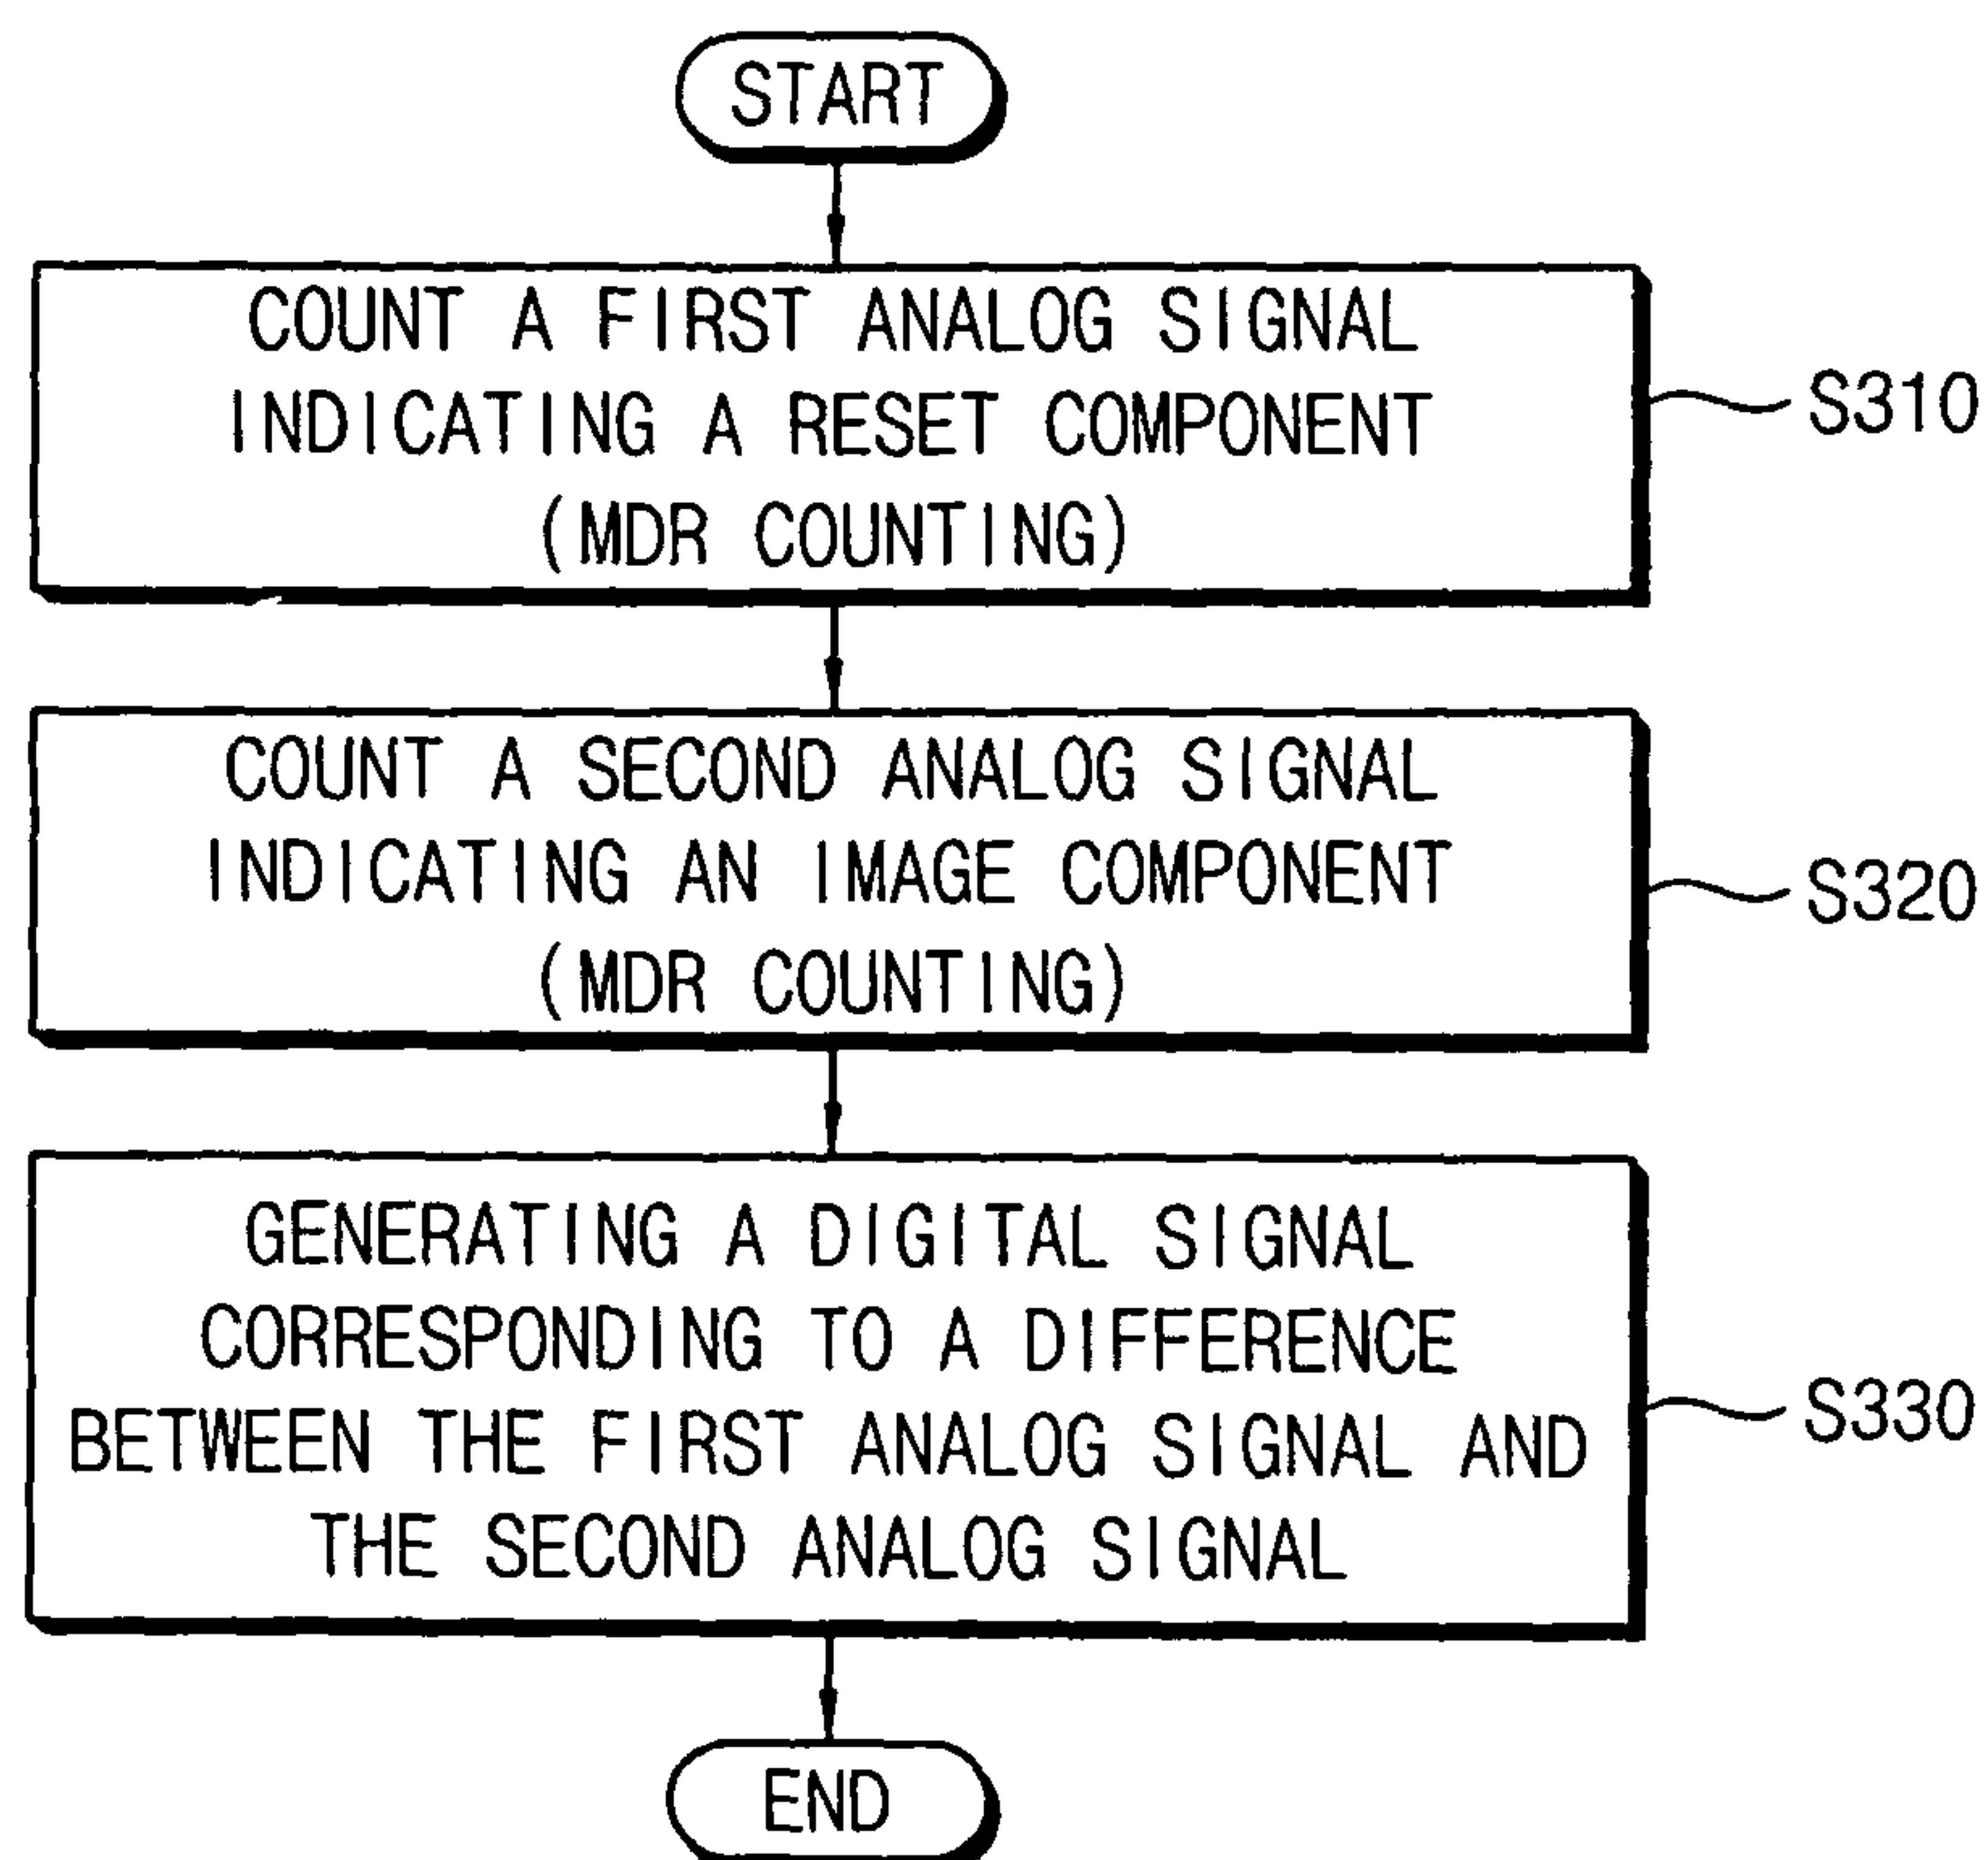 START
COUNT A FIRST ANALOG SIGNAL
INDICATING A RESET COMPONENT
(MDR COUNTING)
S310
COUNT A SECOND ANALOG SIGNAL
INDICATING AN IMAGE COMPONENT
(MDR COUNTING)
S320
GENERATING A DIGITAL SIGNAL
CORRESPONDING TO A DIFFERENCE
BETWEEN THE FIRST ANALOG SIGNAL AND
THE SECOND ANALOG SIGNAL
S330
END